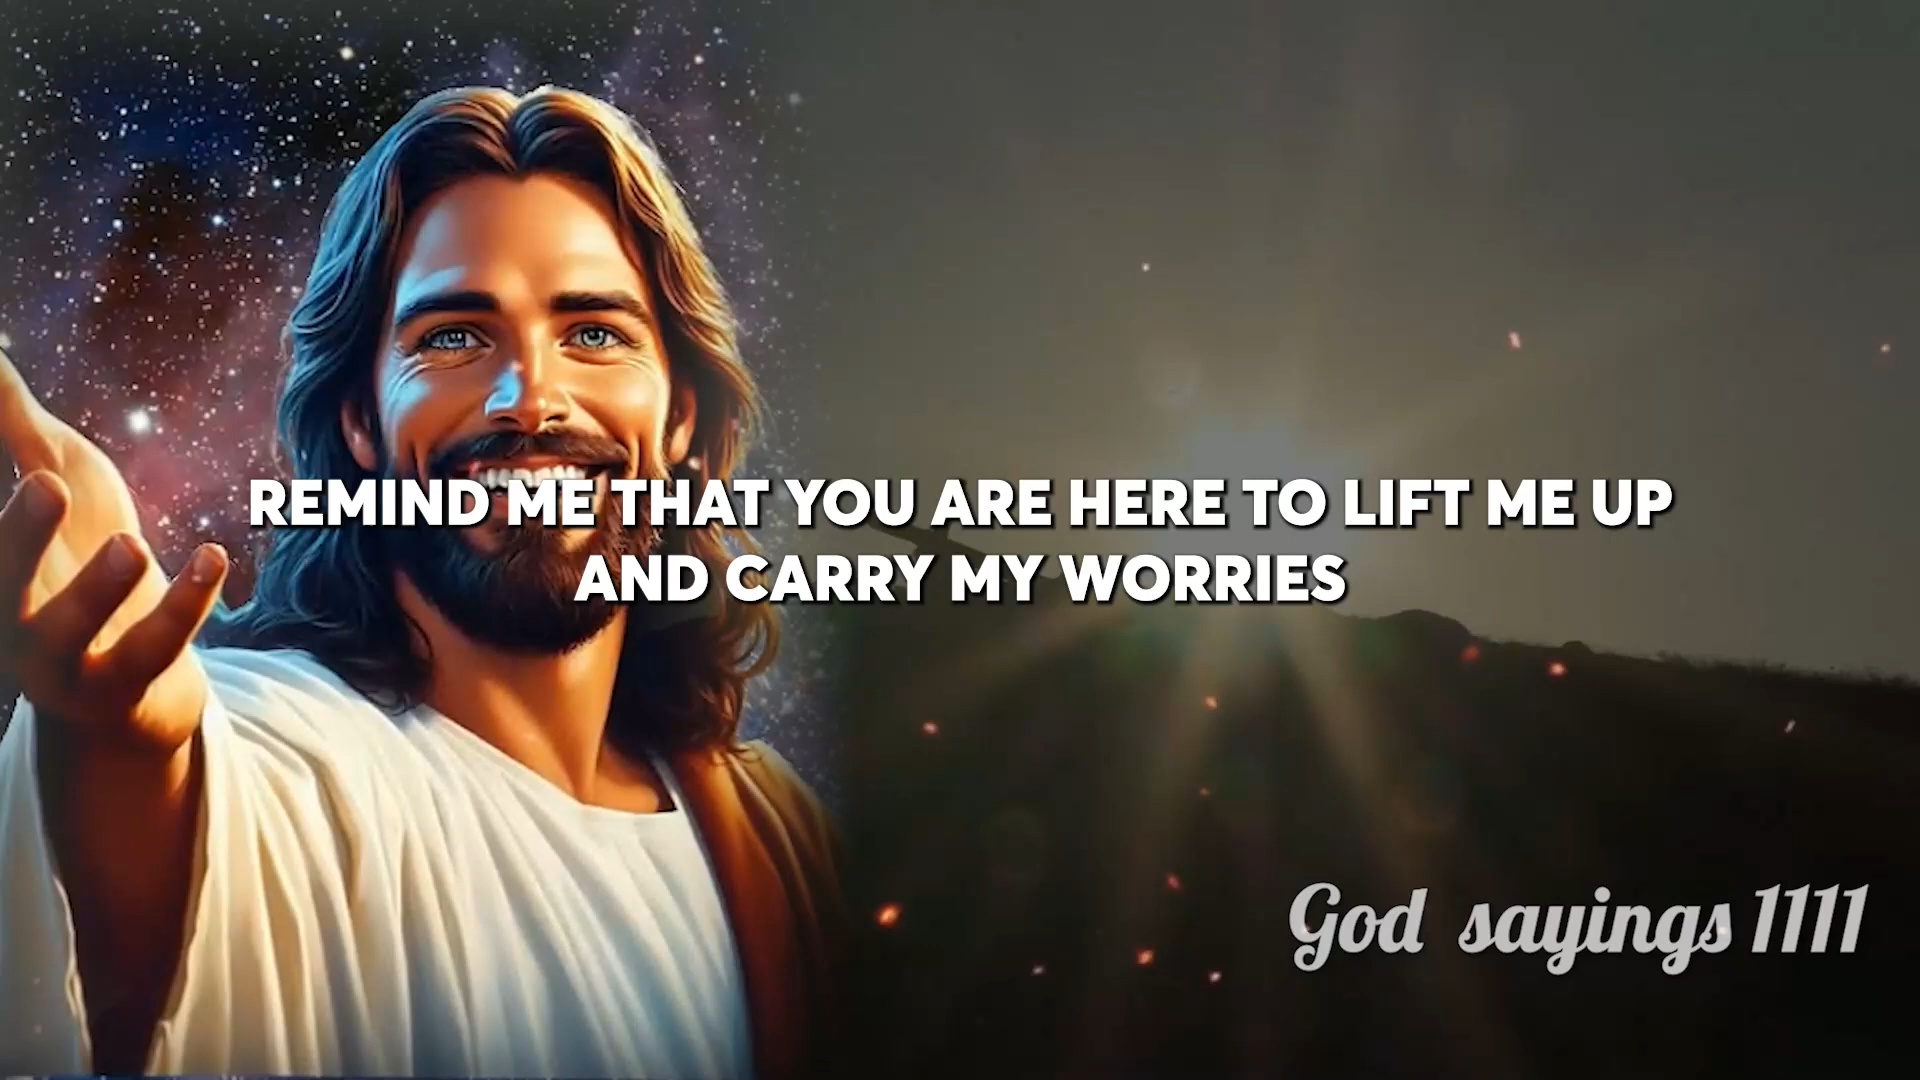 REMIND ME THAT YOU ARE HERE TO LIFT ME UP
AND CARRY MY WORRIES
God sayings 1111